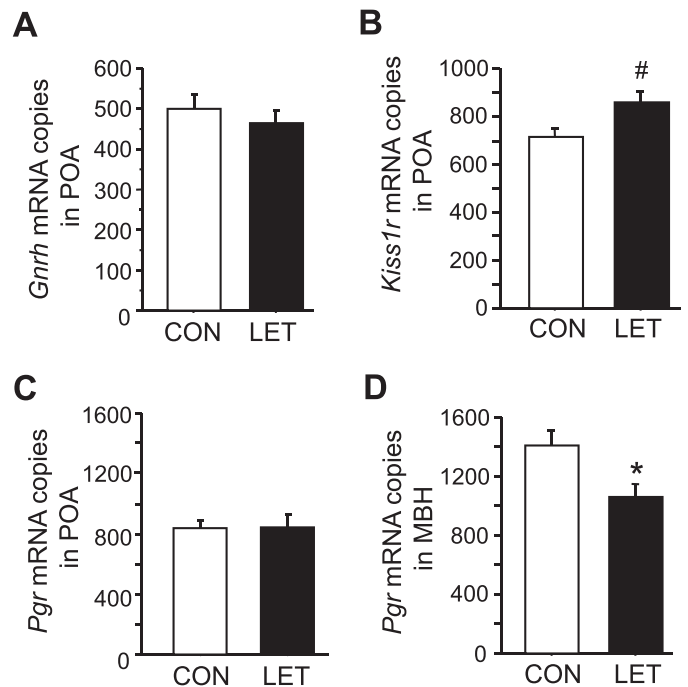 A
Gnrh mRNA copies
in POA
600
500
400
300
200
100
0
CON LET
B
Kiss1r mRNA copies
in POA
1000
800
600
400
200
0
#
CON LET
C
Pgr mRNA copies
in POA
1600
1200
800
400
0
CON LET
D
Pgr mRNA copies
in MBH
1600
1200
800
400
0
*
CON LET